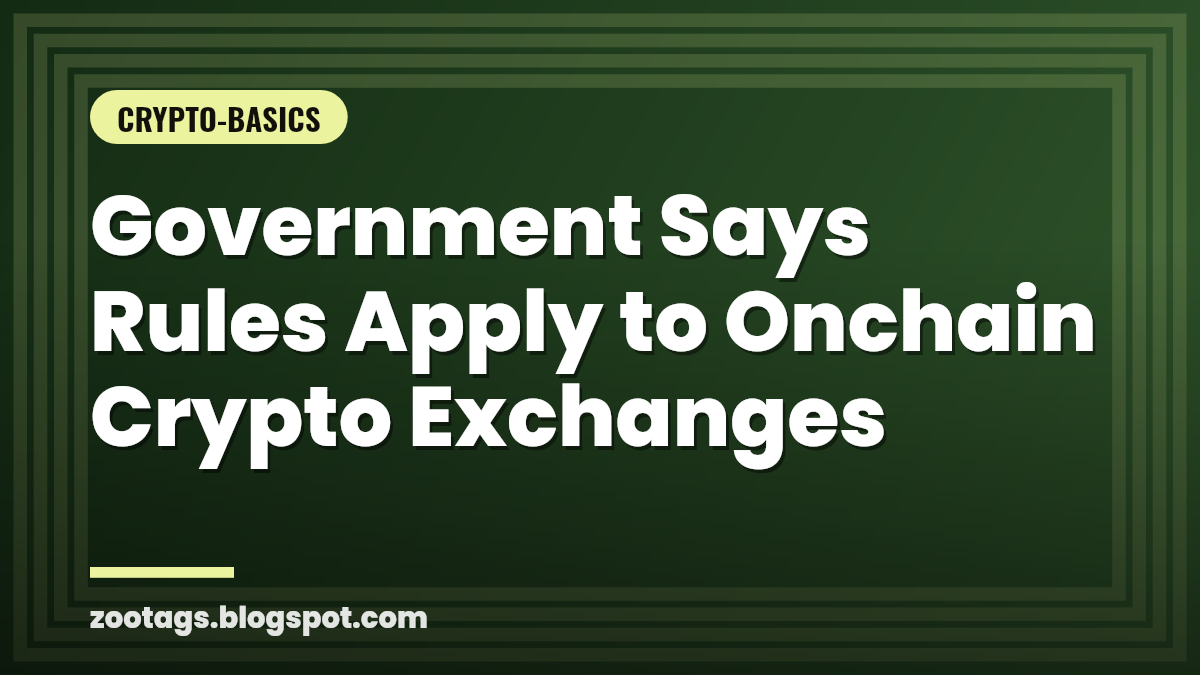 CRYPTO-BASICS
Government Says
Rules Apply to Onchain
Crypto Exchanges
zootags.blogspot.com